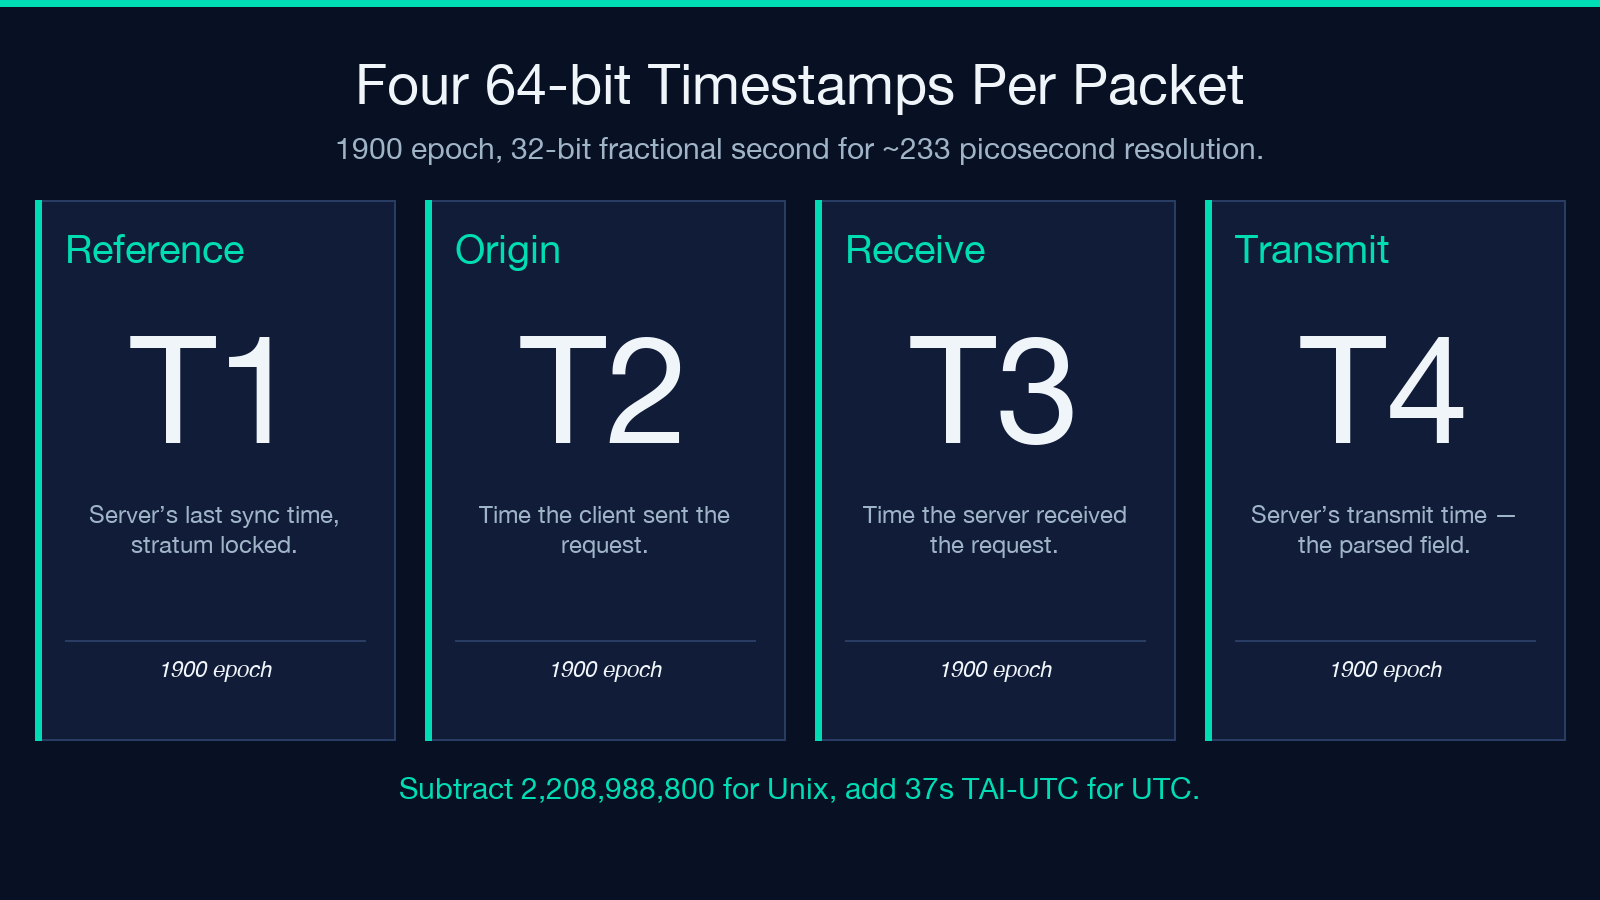 Four 64-bit Timestamps Per Packet
1900 epoch, 32-bit fractional second for ~233 picosecond resolution.
Reference
T1
Server’s last sync time,
stratum locked.
1900 epoch
Origin
T2
Time the client sent the
request.
1900 epoch
Receive
T3
Time the server received
the request.
1900 epoch
Transmit
T4
Server’s transmit time —
the parsed field.
1900 epoch
Subtract 2,208,988,800 for Unix, add 37s TAI-UTC for UTC.